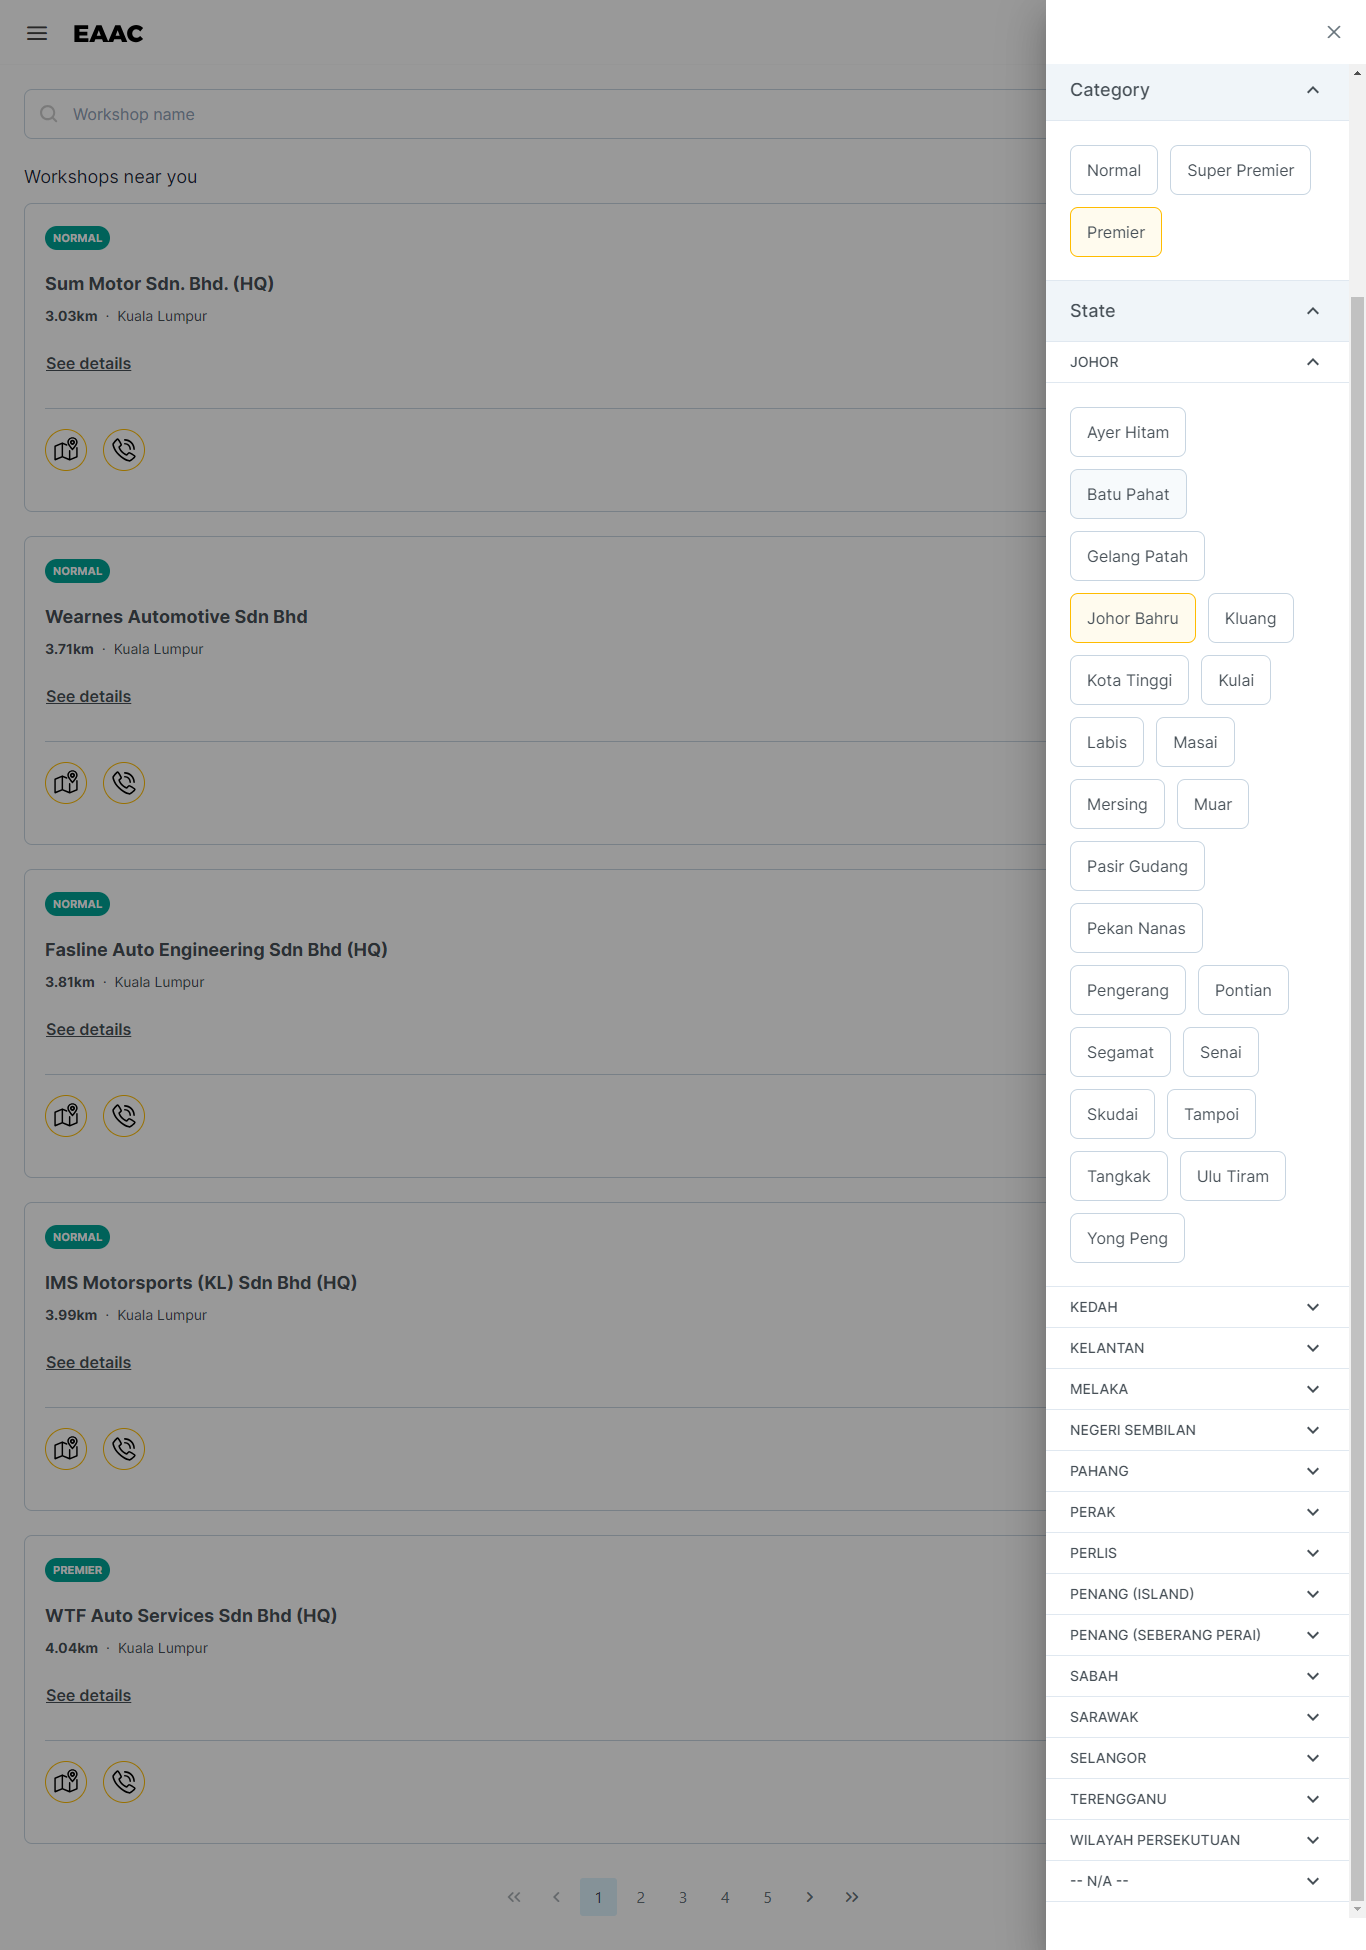 EAAC
Workshop name
Workshops near you
NORMAL
Sum Motor Sdn. Bhd. (HQ)
3.03km · Kuala Lumpur
See details
NORMAL
Wearnes Automotive Sdn Bhd
3.71km · Kuala Lumpur
See details
NORMAL
Fasline Auto Engineering Sdn Bhd (HQ)
3.81km · Kuala Lumpur
See details
NORMAL
IMS Motorsports (KL) Sdn Bhd (HQ)
3.99km · Kuala Lumpur
See details
PREMIER
WTF Auto Services Sdn Bhd (HQ)
4.04km · Kuala Lumpur
See details
1 2 3 4 5
Category
Normal Super Premier
Premier
State
JOHOR
Ayer Hitam
Batu Pahat
Gelang Patah
Johor Bahru Kluang
Kota Tinggi Kulai
Labis Masai
Mersing Muar
Pasir Gudang
Pekan Nanas
Pengerang Pontian
Segamat Senai
Skudai Tampoi
Tangkak Ulu Tiram
Yong Peng
KEDAH
KELANTAN
MELAKA
NEGERI SEMBILAN
PAHANG
PERAK
PERLIS
PENANG (ISLAND)
PENANG (SEBERANG PERAI)
SABAH
SARAWAK
SELANGOR
TERENGGANU
WILAYAH PERSEKUTUAN
-- N/A --